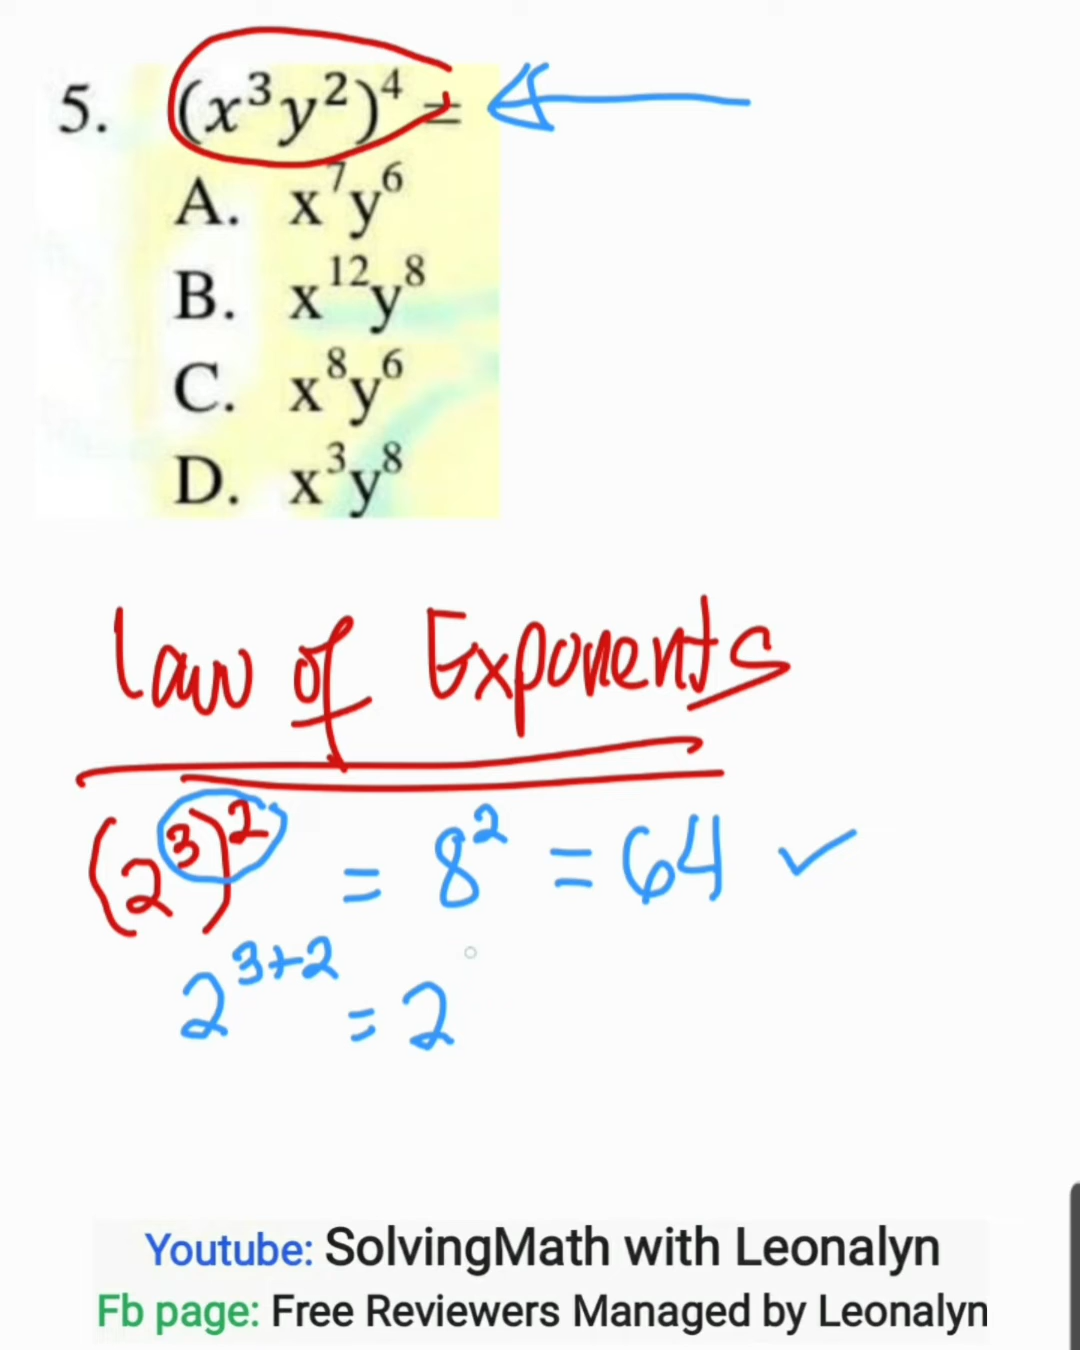 5. (x³y²)⁴ =
A. x⁷y⁶
B. x¹²y⁸
C. x⁸y⁶
D. x³y⁸
Law of Exponents
(2³)² = 8² = 64 ✓
2³⁺² = 2
Youtube: SolvingMath with Leonalyn
Fb page: Free Reviewers Managed by Leonalyn